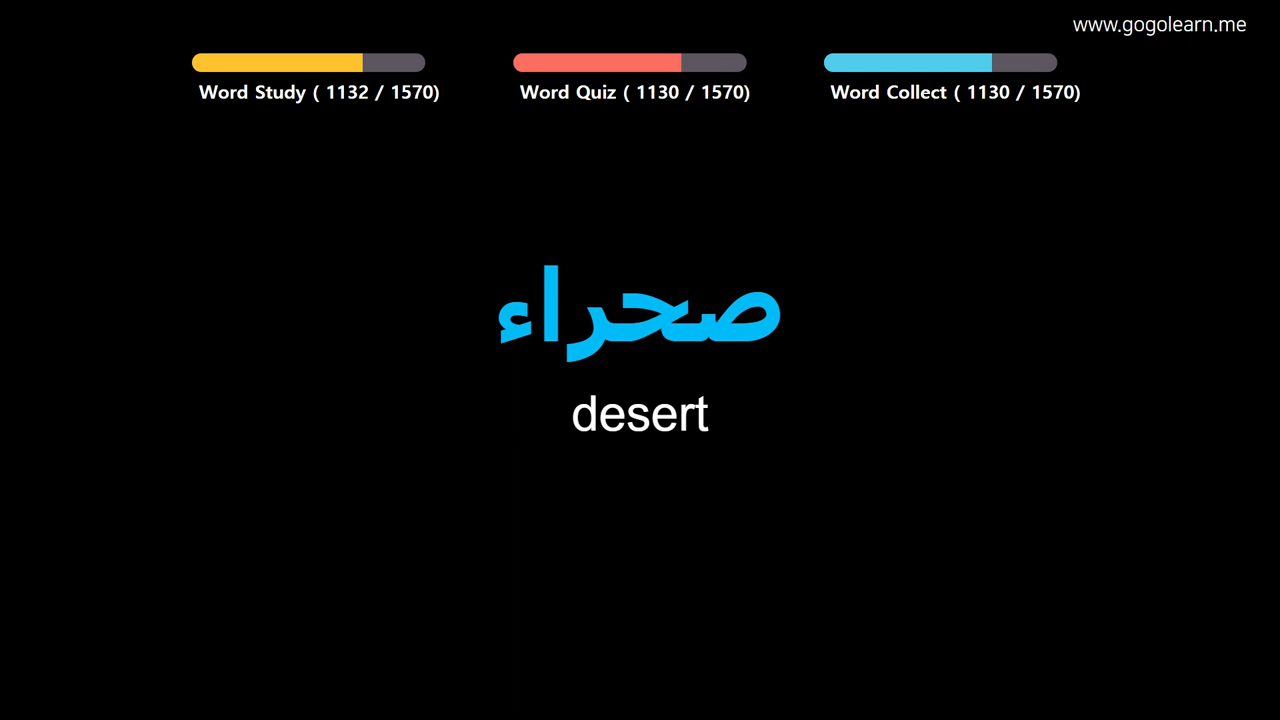 www.gogolearn.me
Word Study ( 1132 / 1570)
Word Quiz ( 1130 / 1570)
Word Collect ( 1130 / 1570)
صحراء
desert